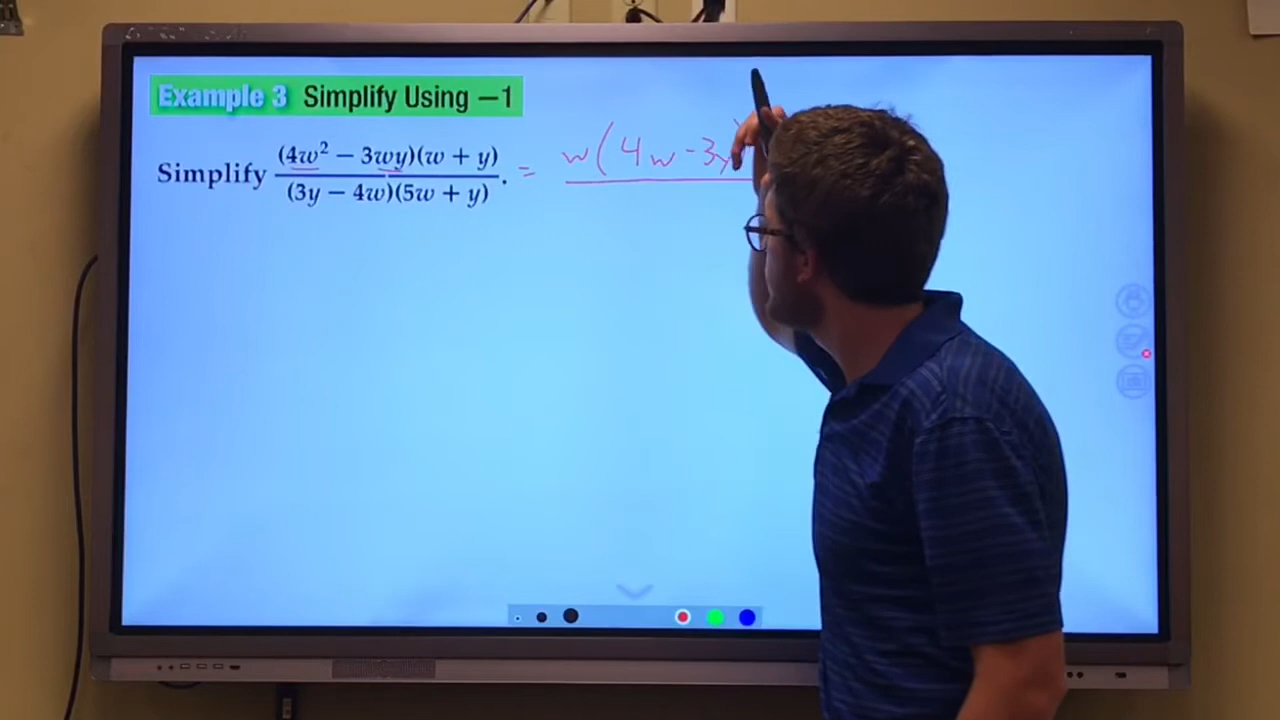 Example 3 Simplify Using −1
Simplify (4w² − 3wy)(w + y) / (3y − 4w)(5w + y). = w(4w-3y)